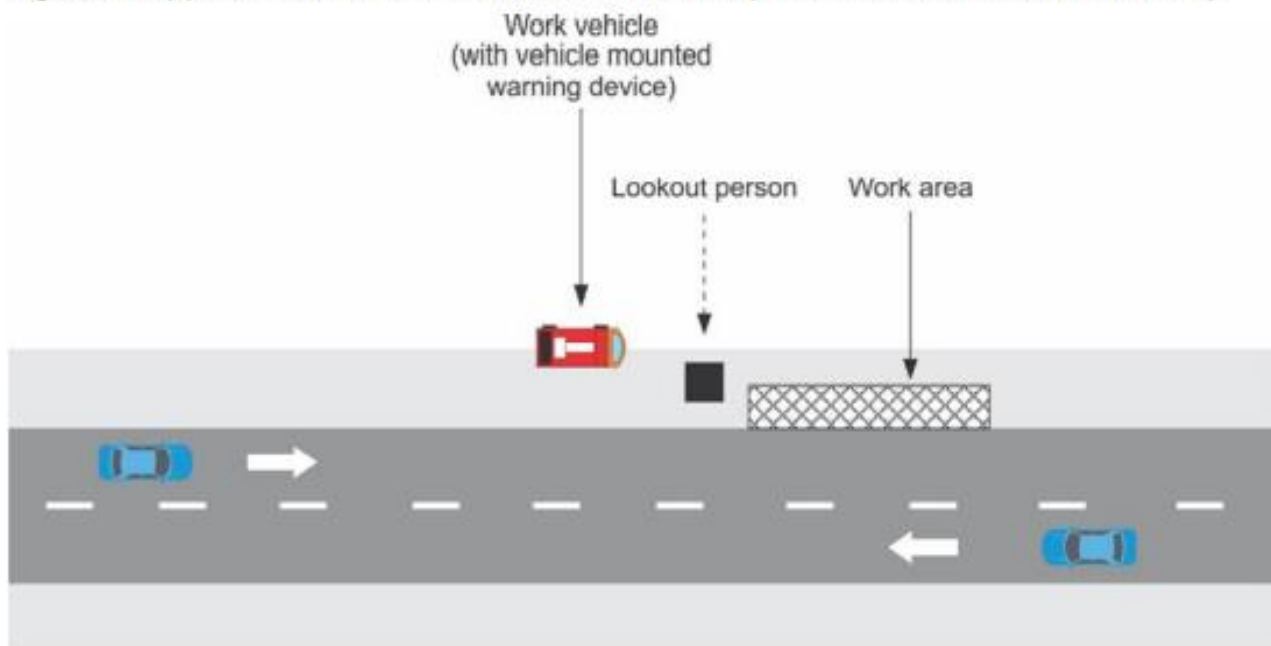 Work vehicle
(with vehicle mounted
warning device)
Lookout person
Work area